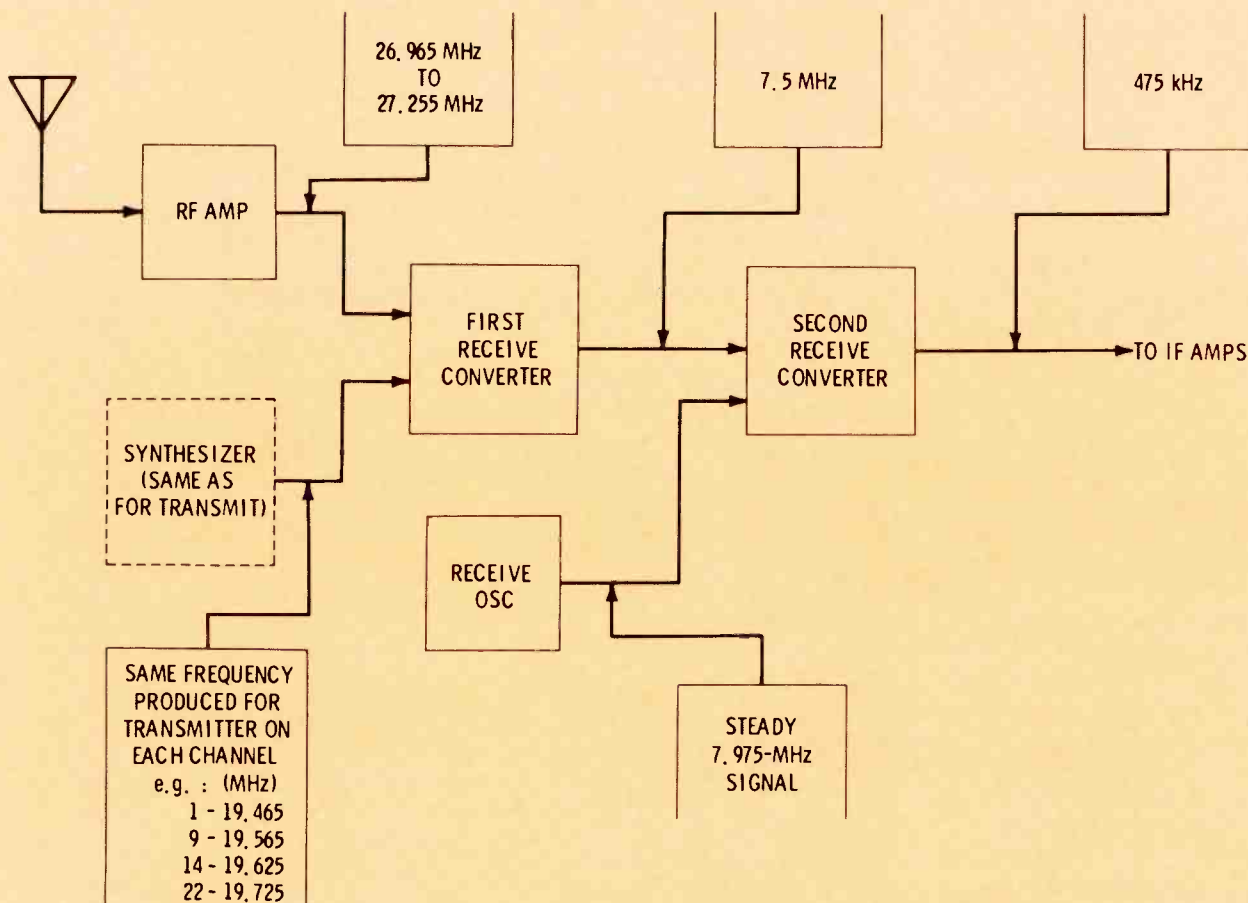 26.965 MHz
TO
27.255 MHz
7.5 MHz
475 kHz
RF AMP
FIRST
RECEIVE
CONVERTER
SECOND
RECEIVE
CONVERTER
TO IF AMPS
SYNTHESIZER
(SAME AS
FOR TRANSMIT)
RECEIVE
OSC
SAME FREQUENCY
PRODUCED FOR
TRANSMITTER ON
EACH CHANNEL
e.g. : (MHz)
1 - 19.465
9 - 19.565
14 - 19.625
22 - 19.725
STEADY
7.975-MHz
SIGNAL